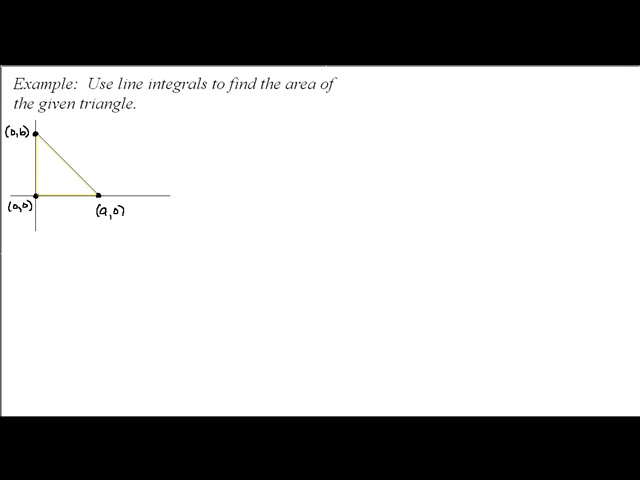 Example: Use line integrals to find the area of
the given triangle.
(0,b)
(0,0)
(a,0)